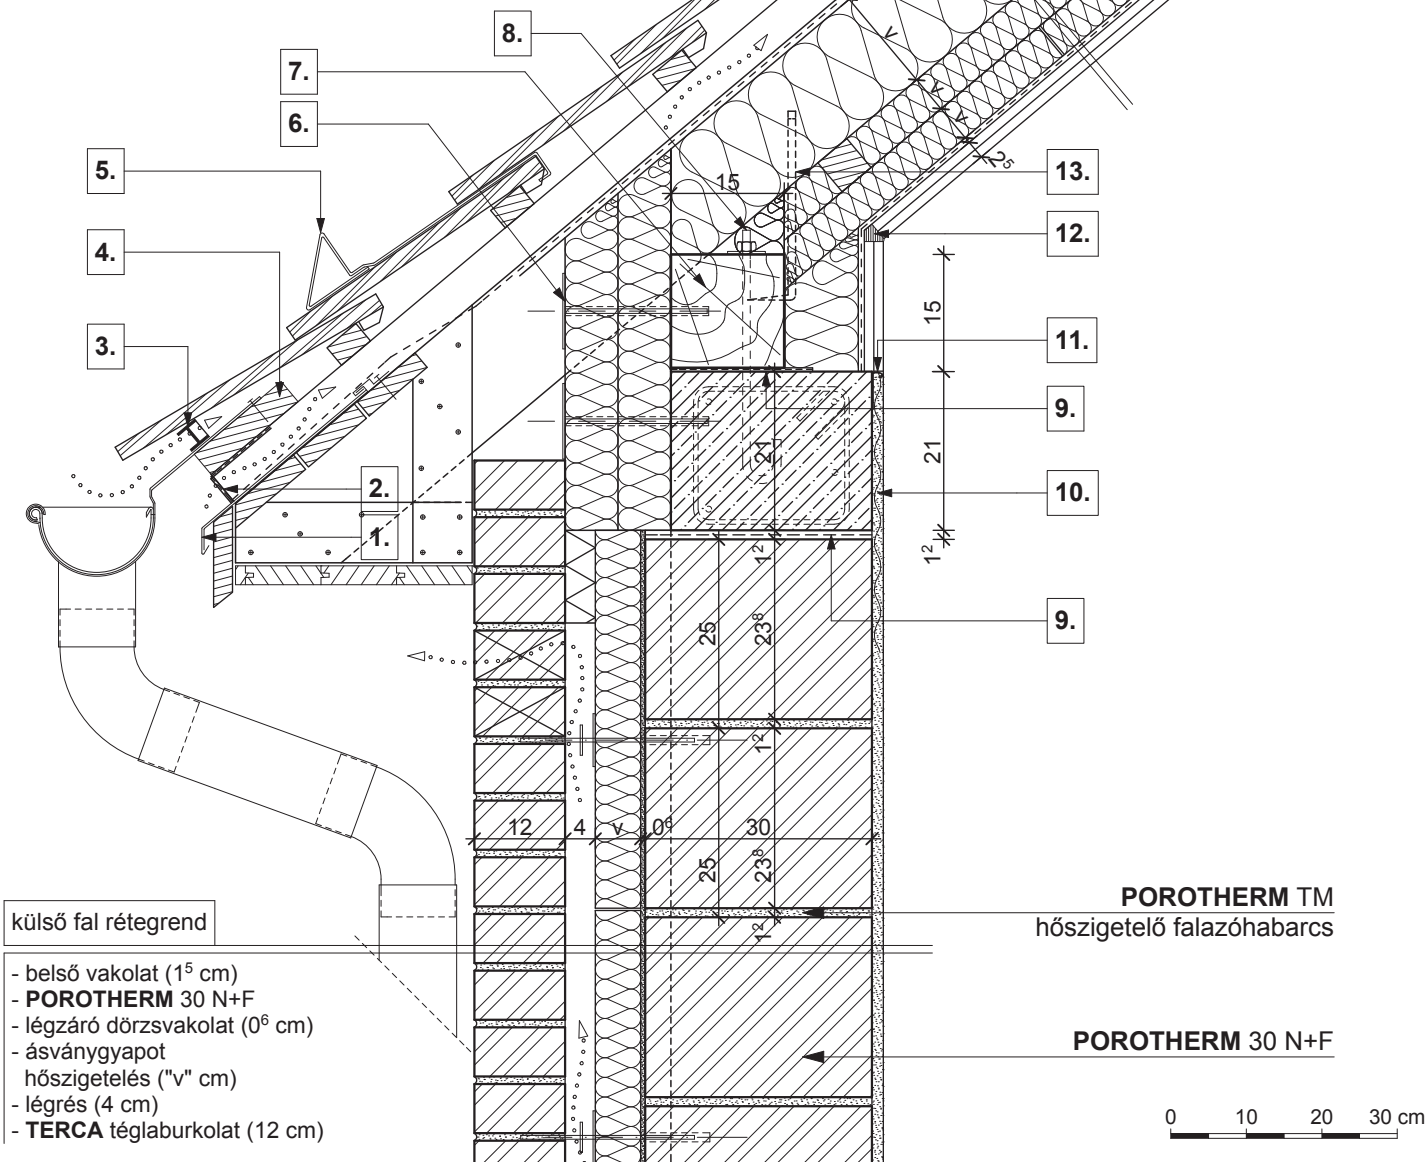 8.
7.
6.
5.
4.
3.
2.
1.
13.
12.
11.
9.
10.
9.
v
v
v
2⁵
15
15
21
21
1²
1²
25
23⁸
1²
12
4
v
0⁶
30
25
23⁸
1²
külső fal rétegrend
- belső vakolat (1⁵ cm)
- POROTHERM 30 N+F
- légzáró dörzsvakolat (0⁶ cm)
- ásványgyapot
hőszigetelés ("v" cm)
- légrés (4 cm)
- TERCA téglaburkolat (12 cm)
POROTHERM TM
hőszigetelő falazóhabarcs
POROTHERM 30 N+F
0 10 20 30 cm